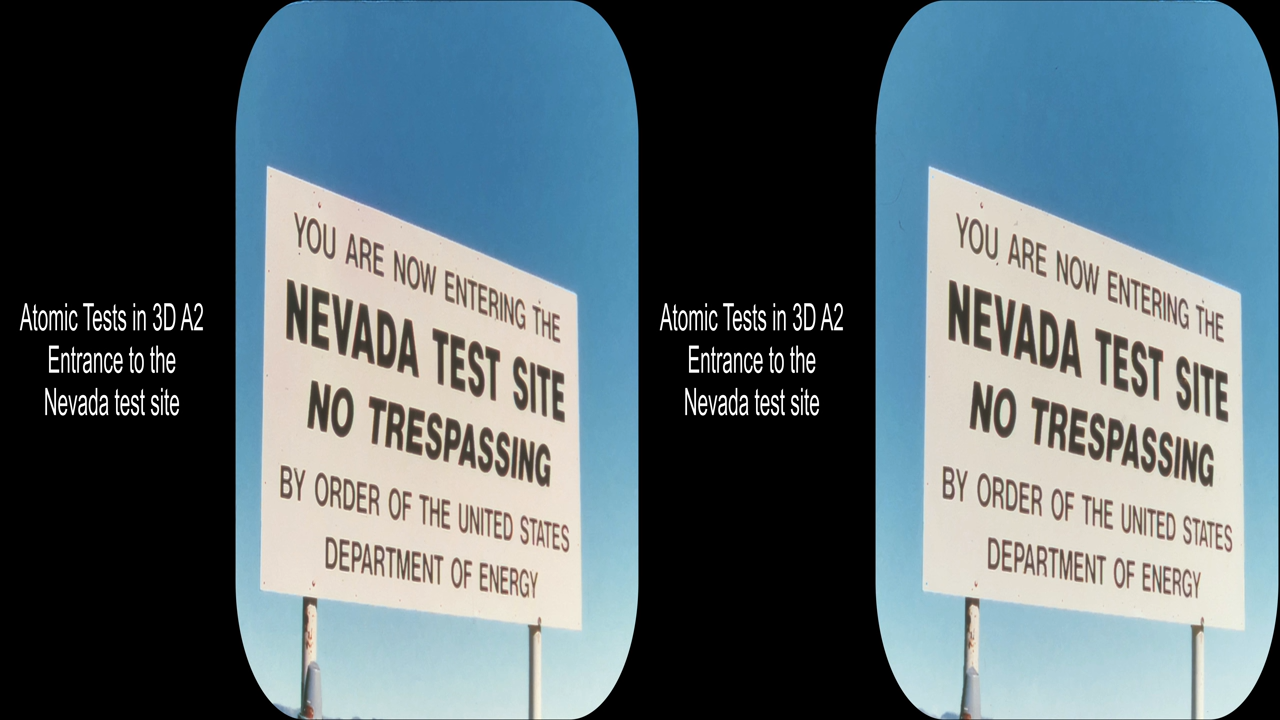 Atomic Tests in 3D A2
Entrance to the
Nevada test site
YOU ARE NOW ENTERING THE
NEVADA TEST SITE
NO TRESPASSING
BY ORDER OF THE UNITED STATES
DEPARTMENT OF ENERGY
Atomic Tests in 3D A2
Entrance to the
Nevada test site
YOU ARE NOW ENTERING THE
NEVADA TEST SITE
NO TRESPASSING
BY ORDER OF THE UNITED STATES
DEPARTMENT OF ENERGY